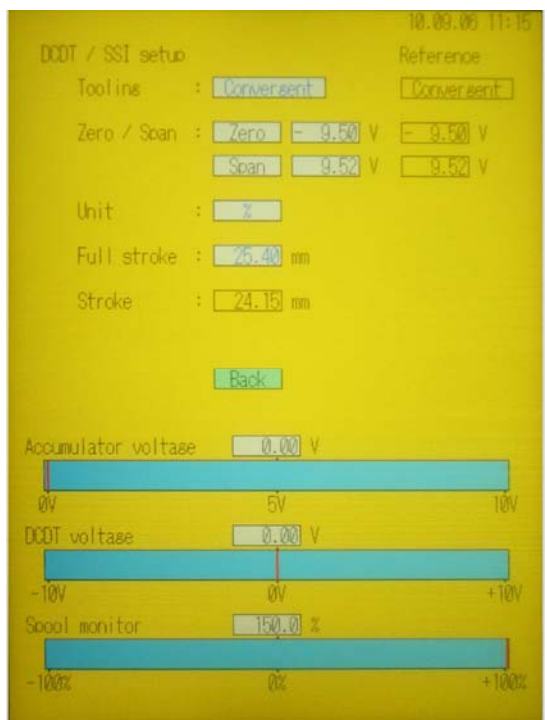 10.09.06 11:15
DCDT / SSI setup Reference
Tooling : Convergent Convergent
Zero / Span : Zero - 9.50 V - 9.50 V
Span 9.52 V 9.52 V
Unit : %
Full stroke : 25.40 mm
Stroke : 24.15 mm
Back
Accumulator voltage 0.00 V
0V 5V 10V
DCDT voltage 0.00 V
-10V 0V +10V
Spool monitor 150.0 %
-100% 0% +100%